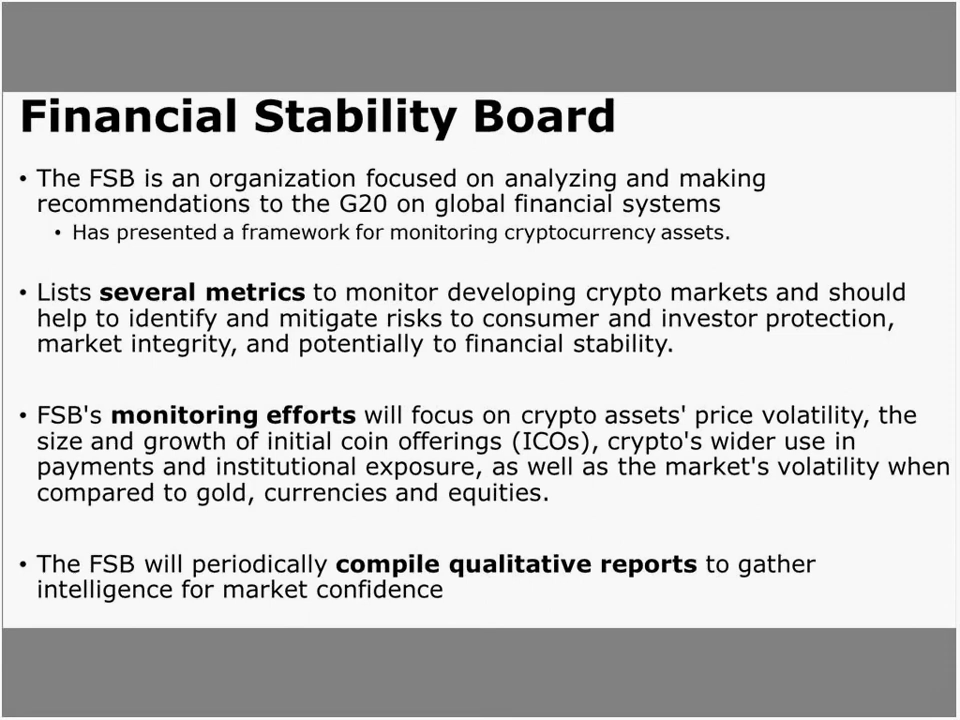 Financial Stability Board
• The FSB is an organization focused on analyzing and making
recommendations to the G20 on global financial systems
• Has presented a framework for monitoring cryptocurrency assets.
• Lists several metrics to monitor developing crypto markets and should
help to identify and mitigate risks to consumer and investor protection,
market integrity, and potentially to financial stability.
• FSB's monitoring efforts will focus on crypto assets' price volatility, the
size and growth of initial coin offerings (ICOs), crypto's wider use in
payments and institutional exposure, as well as the market's volatility when
compared to gold, currencies and equities.
• The FSB will periodically compile qualitative reports to gather
intelligence for market confidence